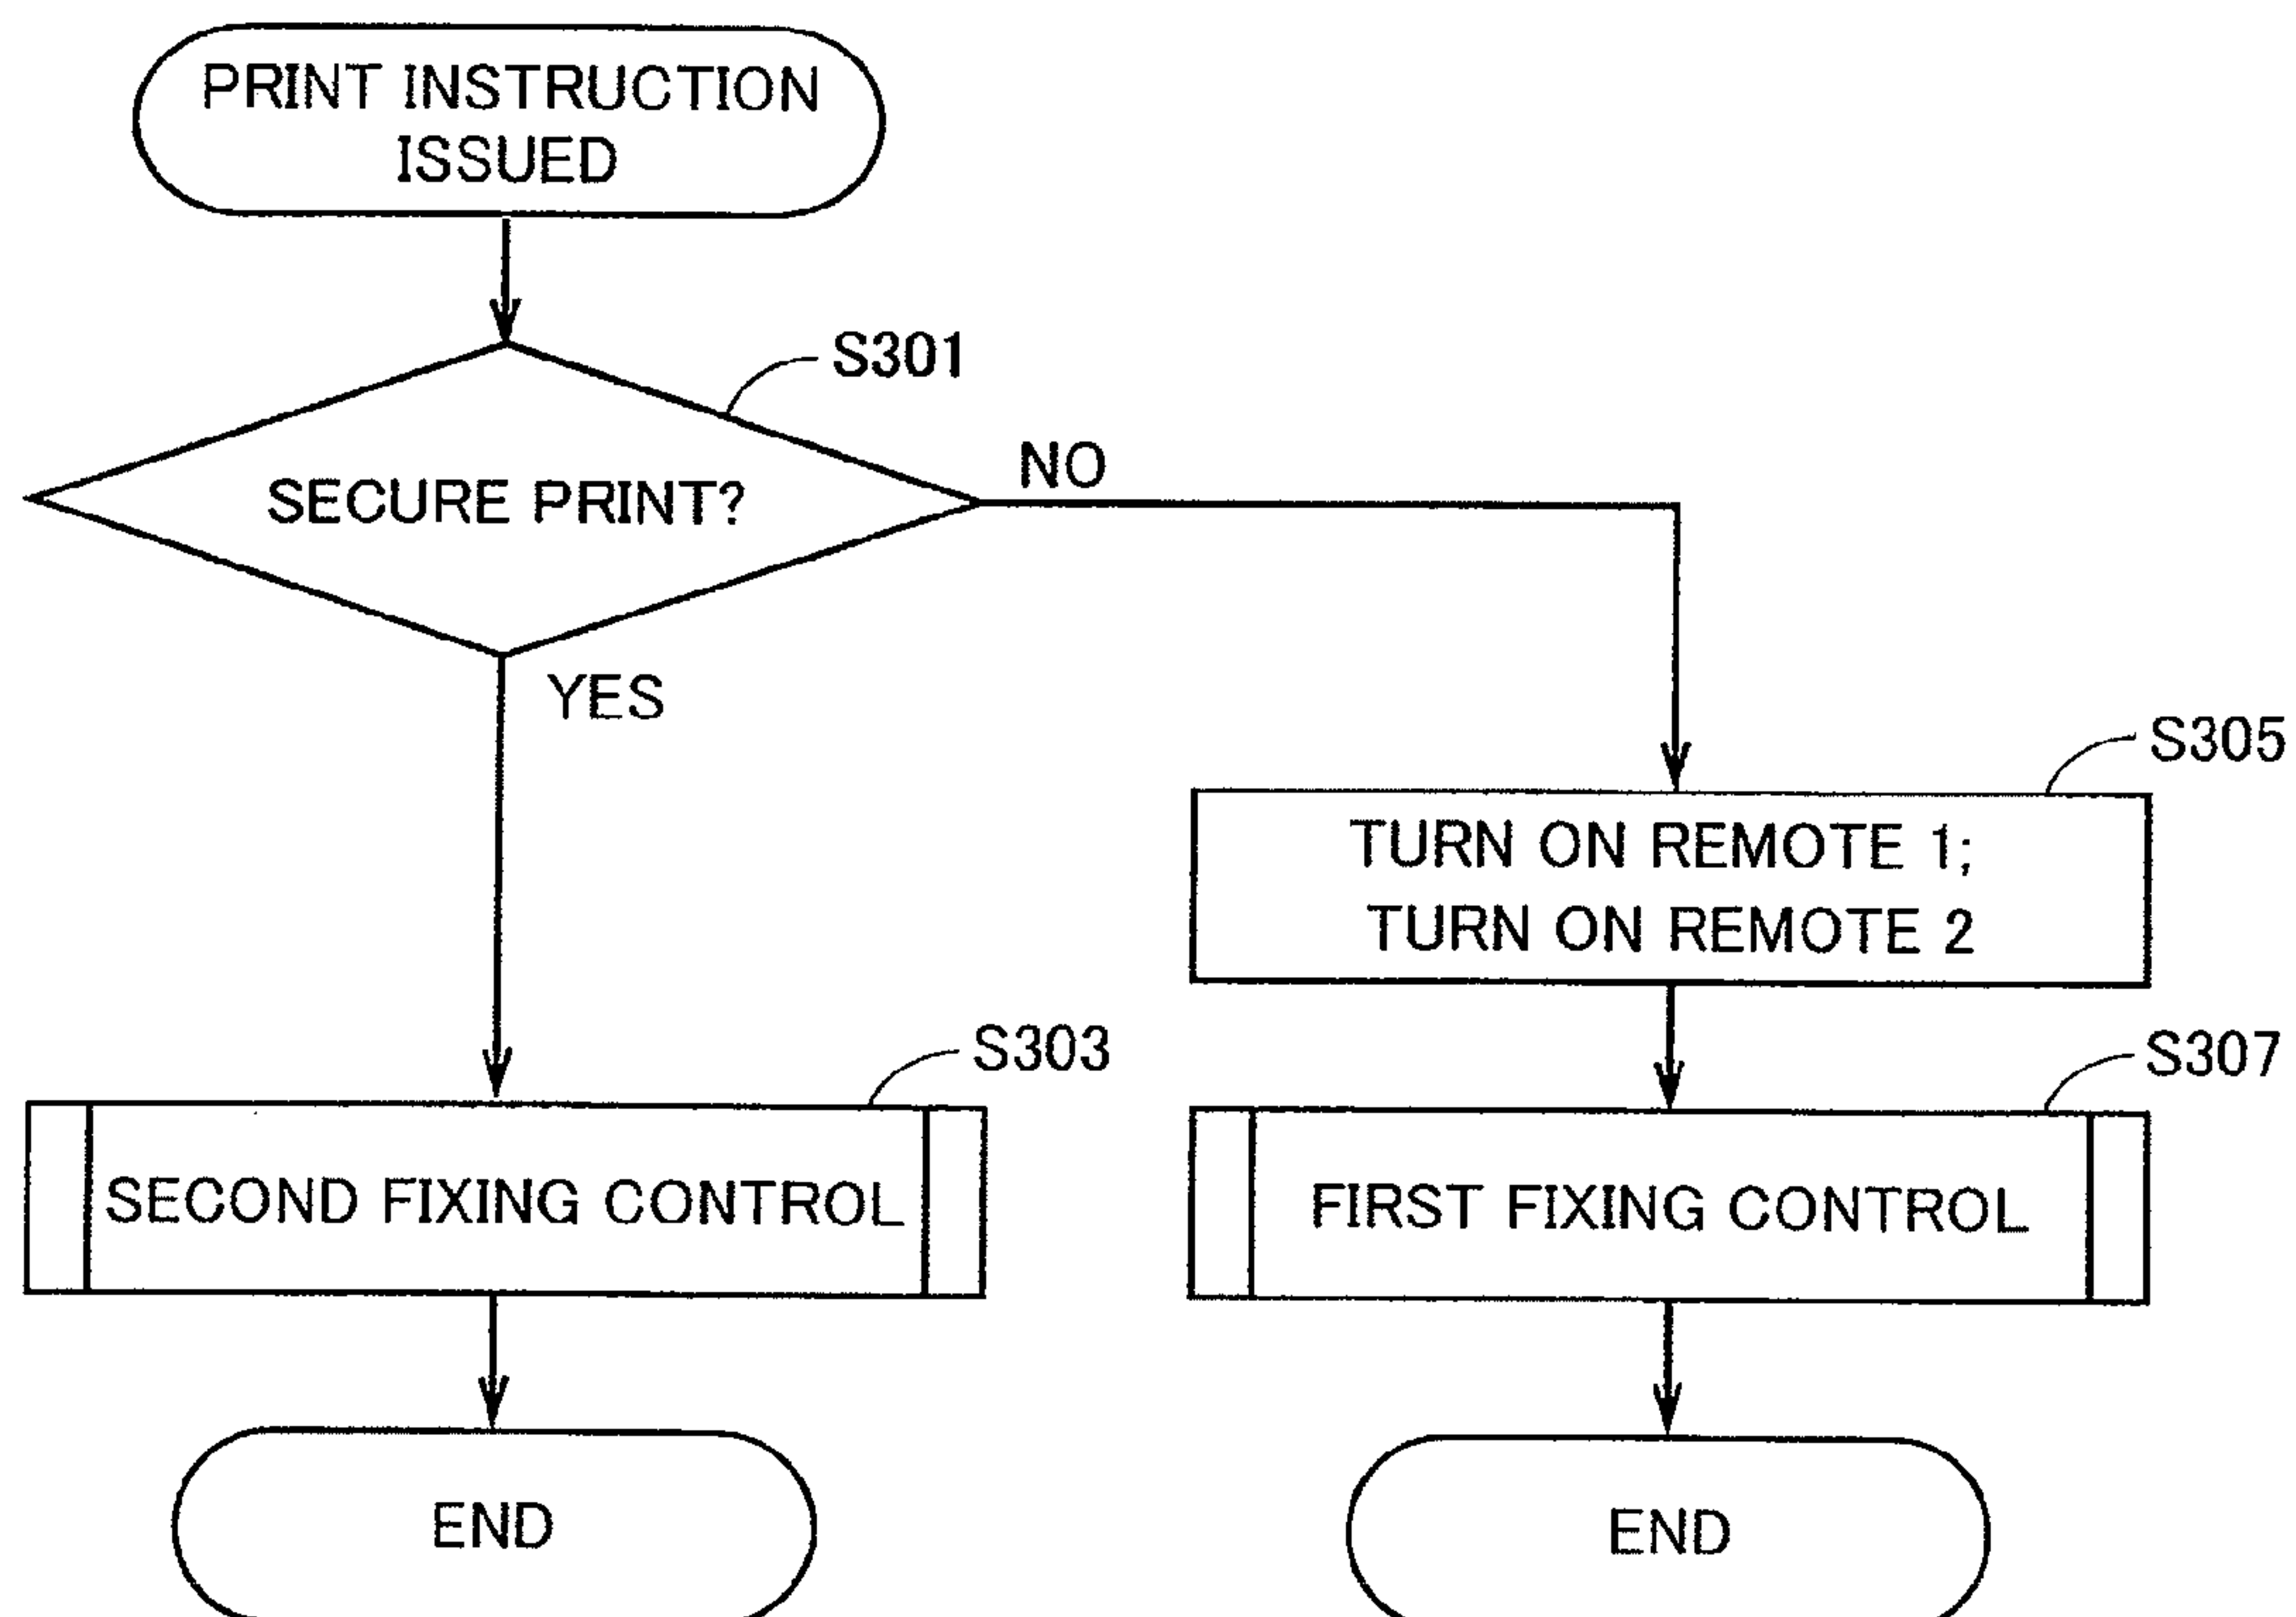 PRINT INSTRUCTION
ISSUED
S301
SECURE PRINT?
NO
YES
S305
TURN ON REMOTE 1;
TURN ON REMOTE 2
S303
S307
SECOND FIXING CONTROL
FIRST FIXING CONTROL
END
END